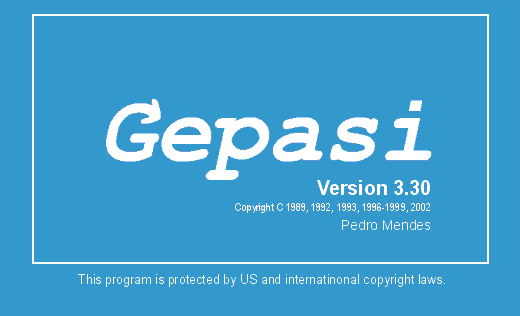 Gepasi
Version 3.30
Copyright C 1989, 1992, 1993, 1996-1999, 2002
Pedro Mendes
This program is protected by US and internatinonal copyright laws.